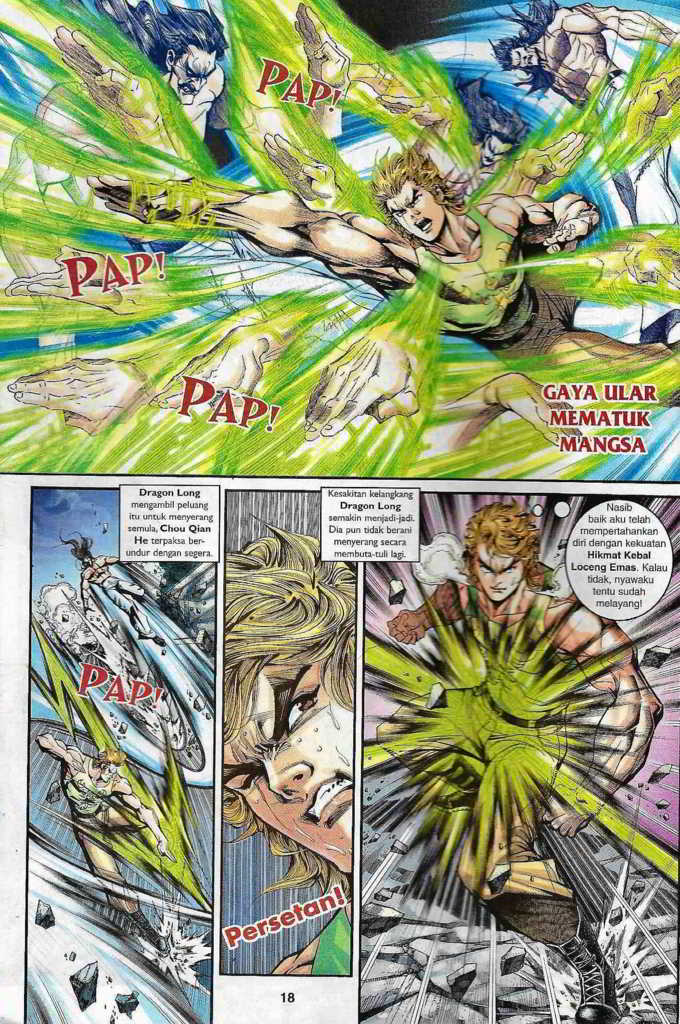 PAP!
PAP!
PAP!
GAYA ULAR
MEMATUK
MANGSA
Dragon Long
mengambil peluang
itu untuk menyerang
semula, Chou Qian
He terpaksa ber-
undur dengan segera.
PAP!
Kesakitan kelangkang
Dragon Long
semakin menjadi-jadi.
Dia pun tidak berani
menyerang secara
membuta-tuli lagi.
Persetan!
Nasib
baik aku telah
mempertahankan
diri dengan kekuatan
Hikmat Kebal
Loceng Emas. Kalau
tidak, nyawaku
tentu sudah
melayang!
18